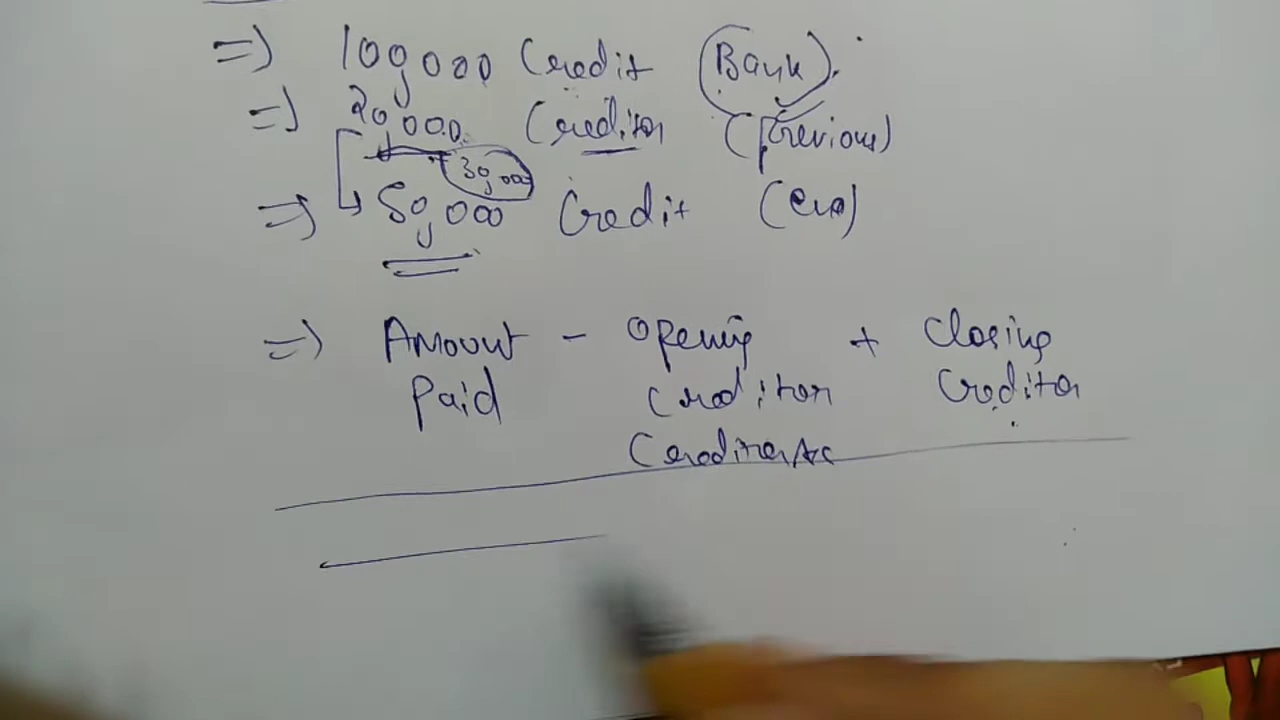 => 100,000 Credit (Bank).
=> 20,000 Creditor (previous)
30,000
=> 50,000 Credit (End)
=> Amount - Opening + Closing
Paid Creditor Creditor
Creditor A/c